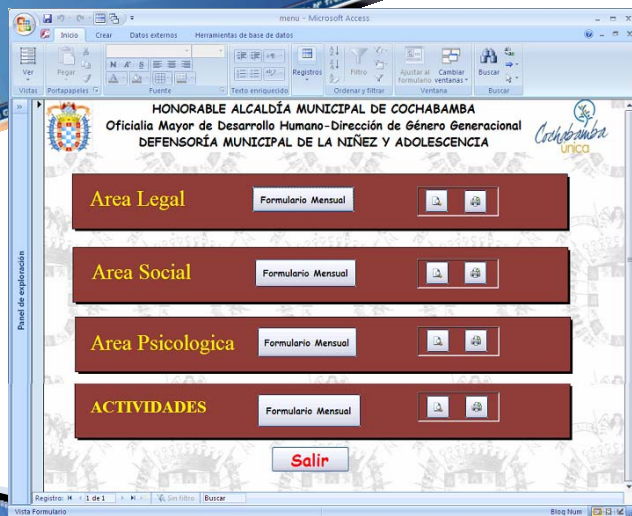 menu - Microsoft Access
Inicio Crear Datos externos Herramientas de base de datos
Ver Pegar N K S Registros Filtro Ajustar al formulario Cambiar ventanas Buscar
Vistas Portapapeles Fuente Texto enriquecido Ordenar y filtrar Ventana Buscar
HONORABLE ALCALDÍA MUNICIPAL DE COCHABAMBA
Oficialia Mayor de Desarrollo Humano-Dirección de Género Generacional
DEFENSORÍA MUNICIPAL DE LA NIÑEZ Y ADOLESCENCIA
Cochabamba
unica
Panel de exploración
Area Legal Formulario Mensual
Area Social Formulario Mensual
Area Psicologica Formulario Mensual
ACTIVIDADES Formulario Mensual
Salir
Registro: 1 de 1 Sin filtro Buscar
Vista Formulario Bloq Num